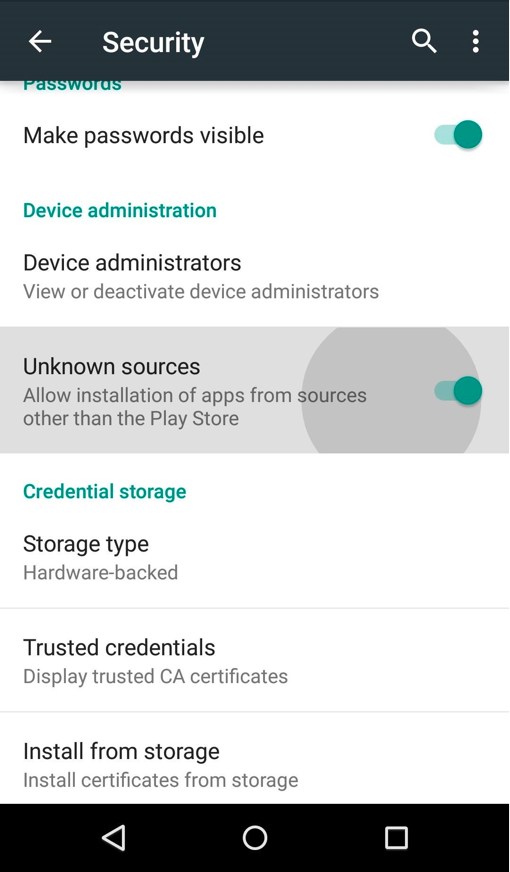 Security
Passwords
Make passwords visible
Device administration
Device administrators
View or deactivate device administrators
Unknown sources
Allow installation of apps from sources
other than the Play Store
Credential storage
Storage type
Hardware-backed
Trusted credentials
Display trusted CA certificates
Install from storage
Install certificates from storage